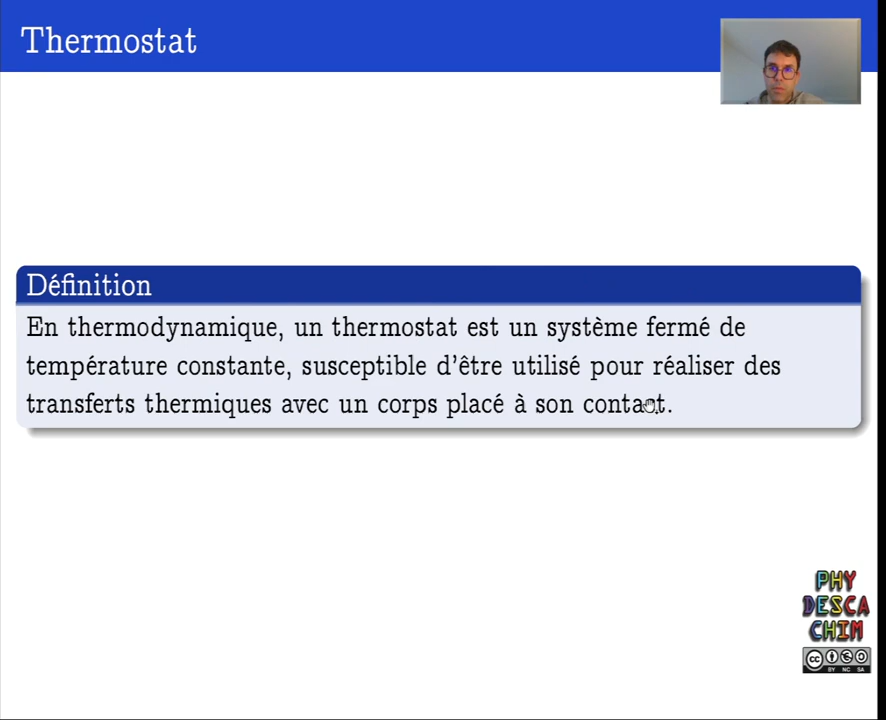 Thermostat
Définition
En thermodynamique, un thermostat est un système fermé de
température constante, susceptible d'être utilisé pour réaliser des
transferts thermiques avec un corps placé à son contact.
PHY
DESCA
CHIM
cc
BY NC SA